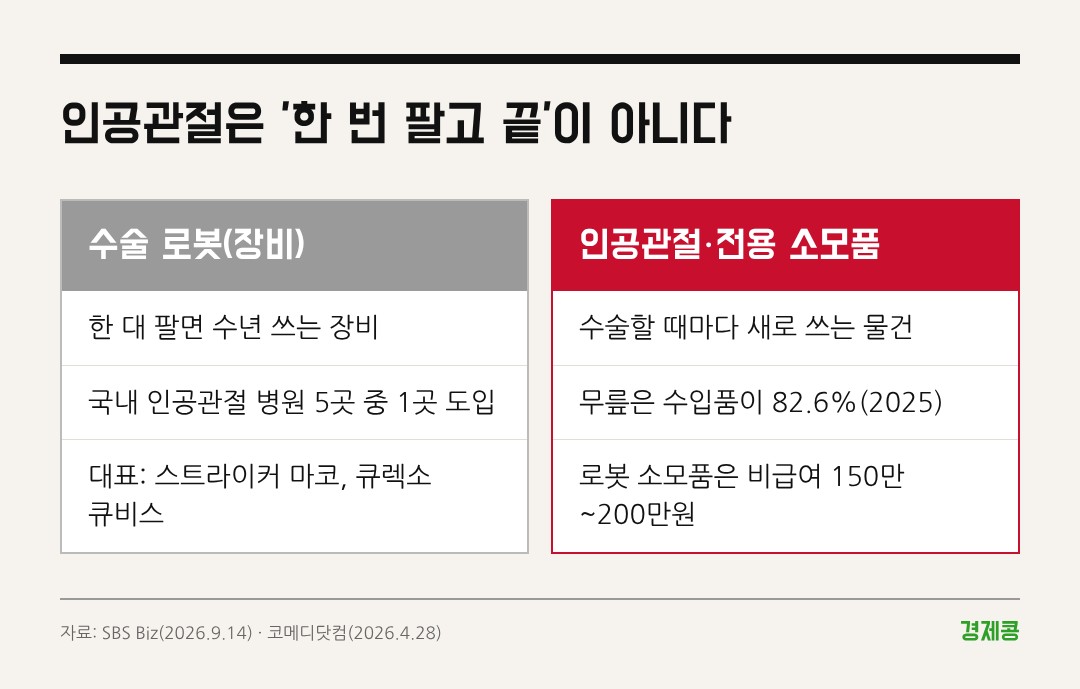 인공관절은 '한 번 팔고 끝'이 아니다
수술 로봇(장비)
한 대 팔면 수년 쓰는 장비
국내 인공관절 병원 5곳 중 1곳 도입
대표: 스트라이커 마코, 큐렉소
큐비스
인공관절·전용 소모품
수술할 때마다 새로 쓰는 물건
무릎은 수입품이 82.6%(2025)
로봇 소모품은 비급여 150만
~200만원
자료: SBS Biz(2026.9.14) · 코메디닷컴(2026.4.28)
경제콩